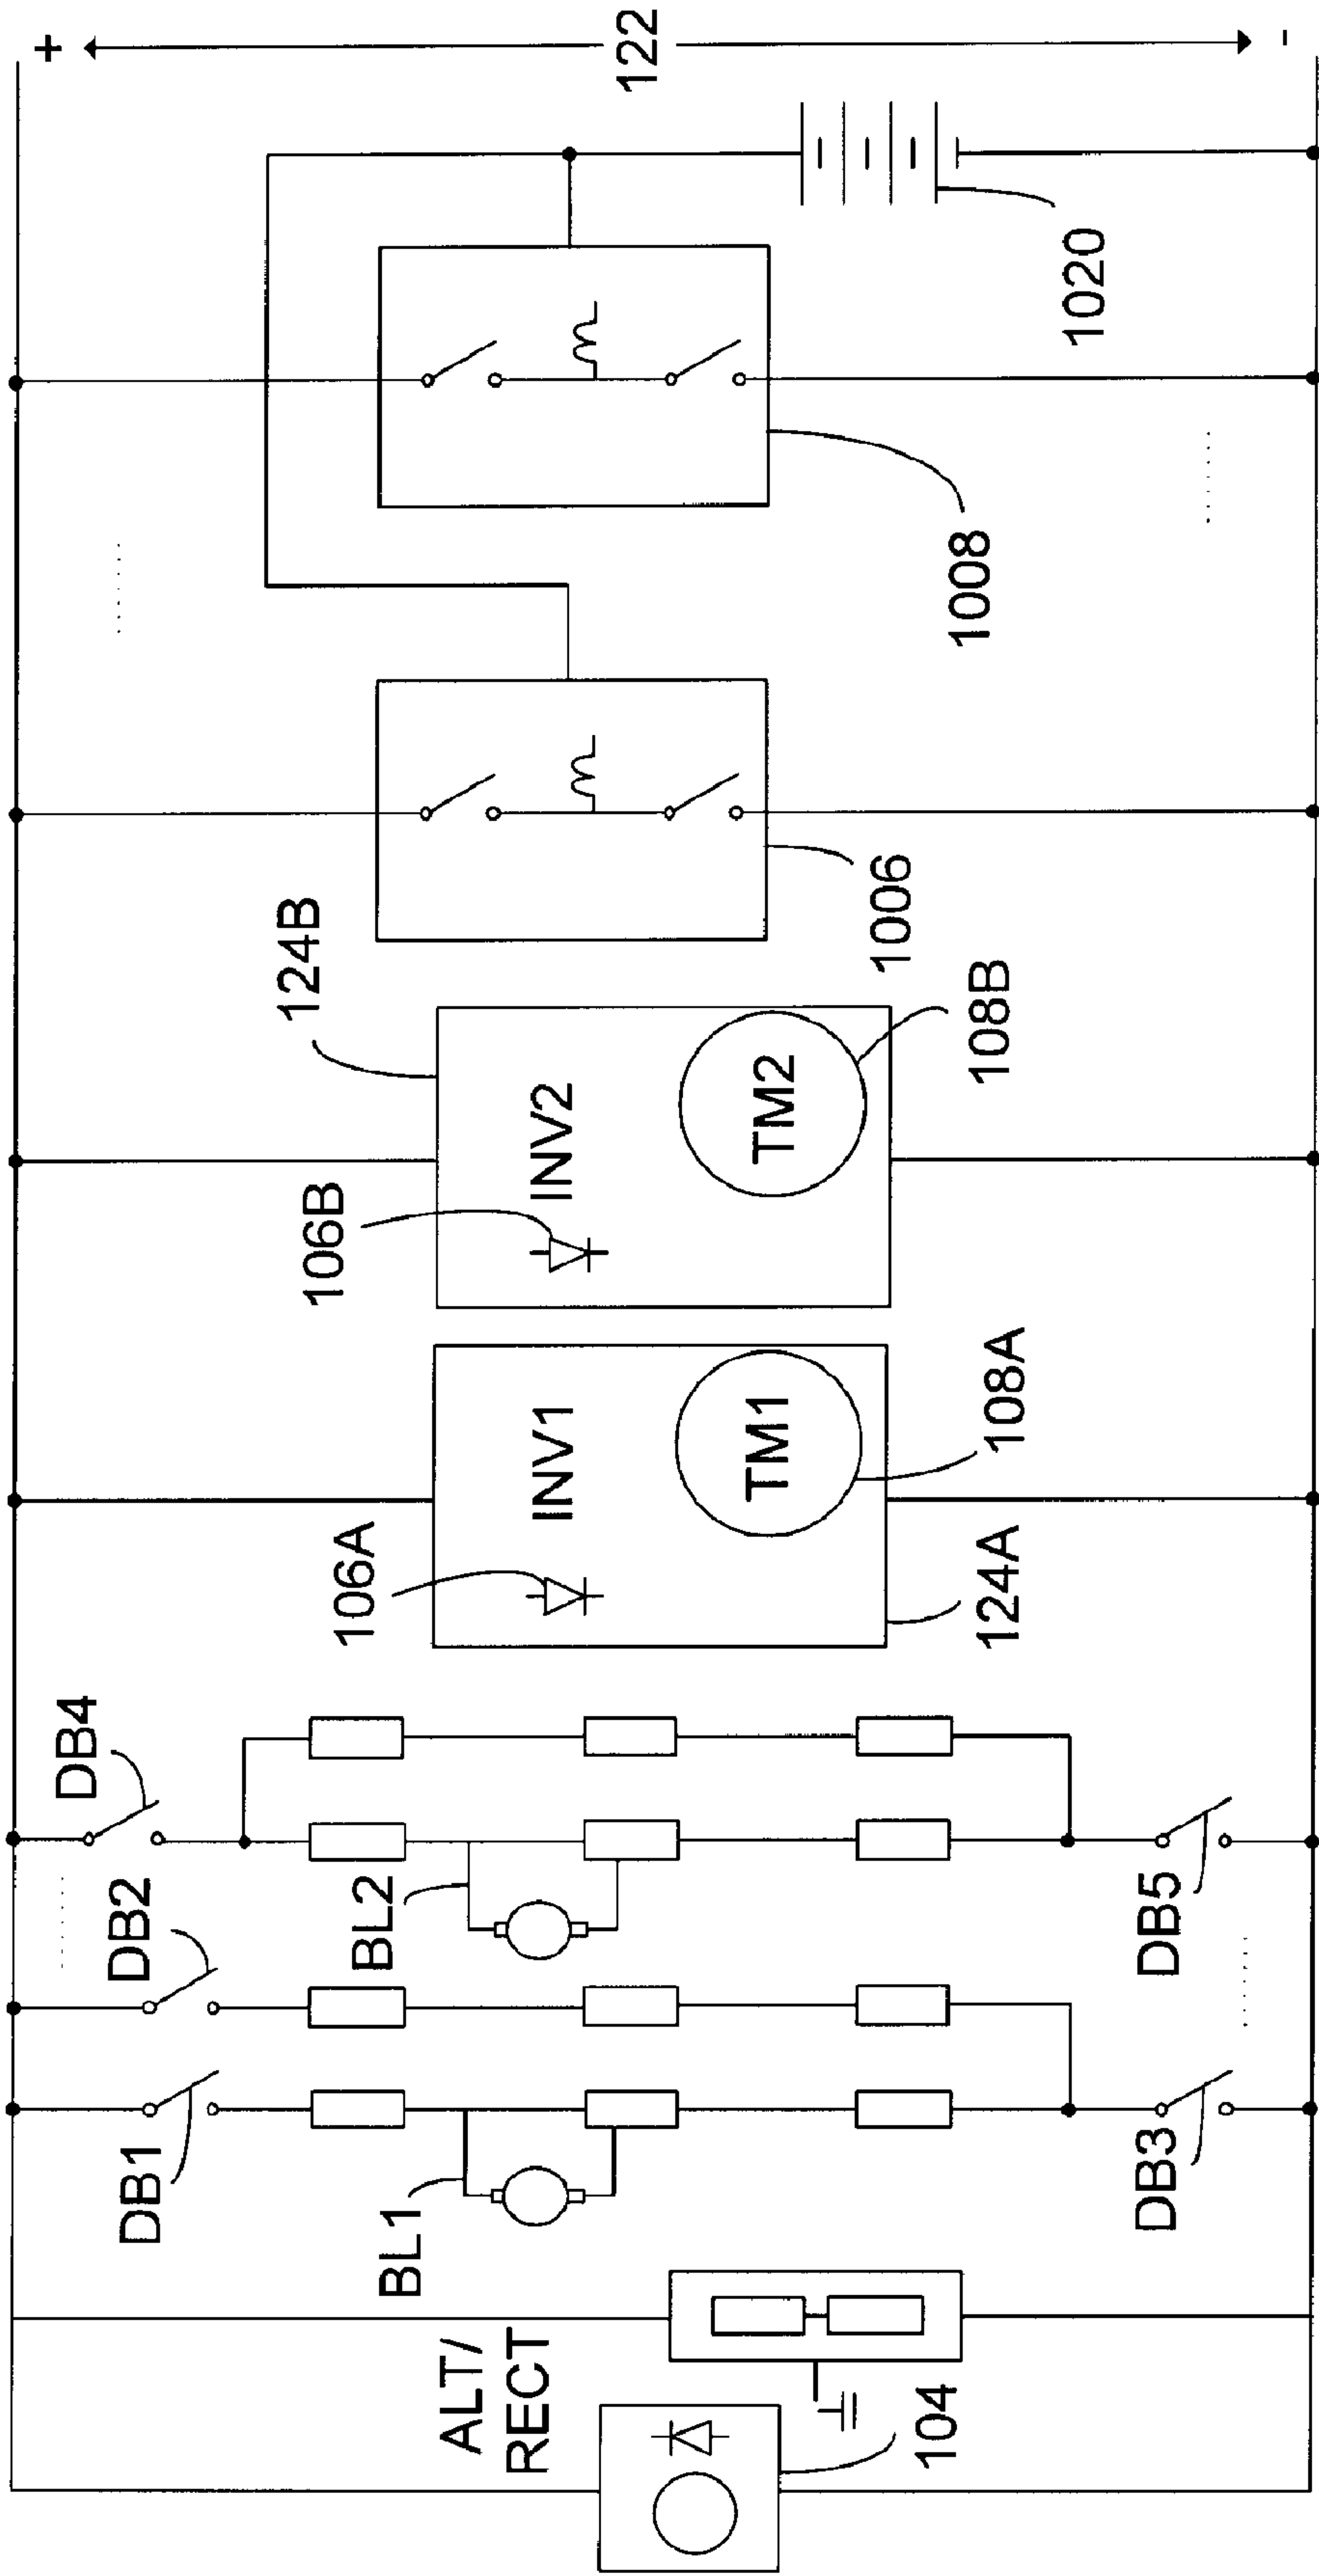 +
122
-
1020
1008
1006
124B
106B
INV2
TM2
108B
106A
INV1
TM1
108A
124A
DB4
BL2
DB5
DB2
DB1
BL1
DB3
ALT/
RECT
104